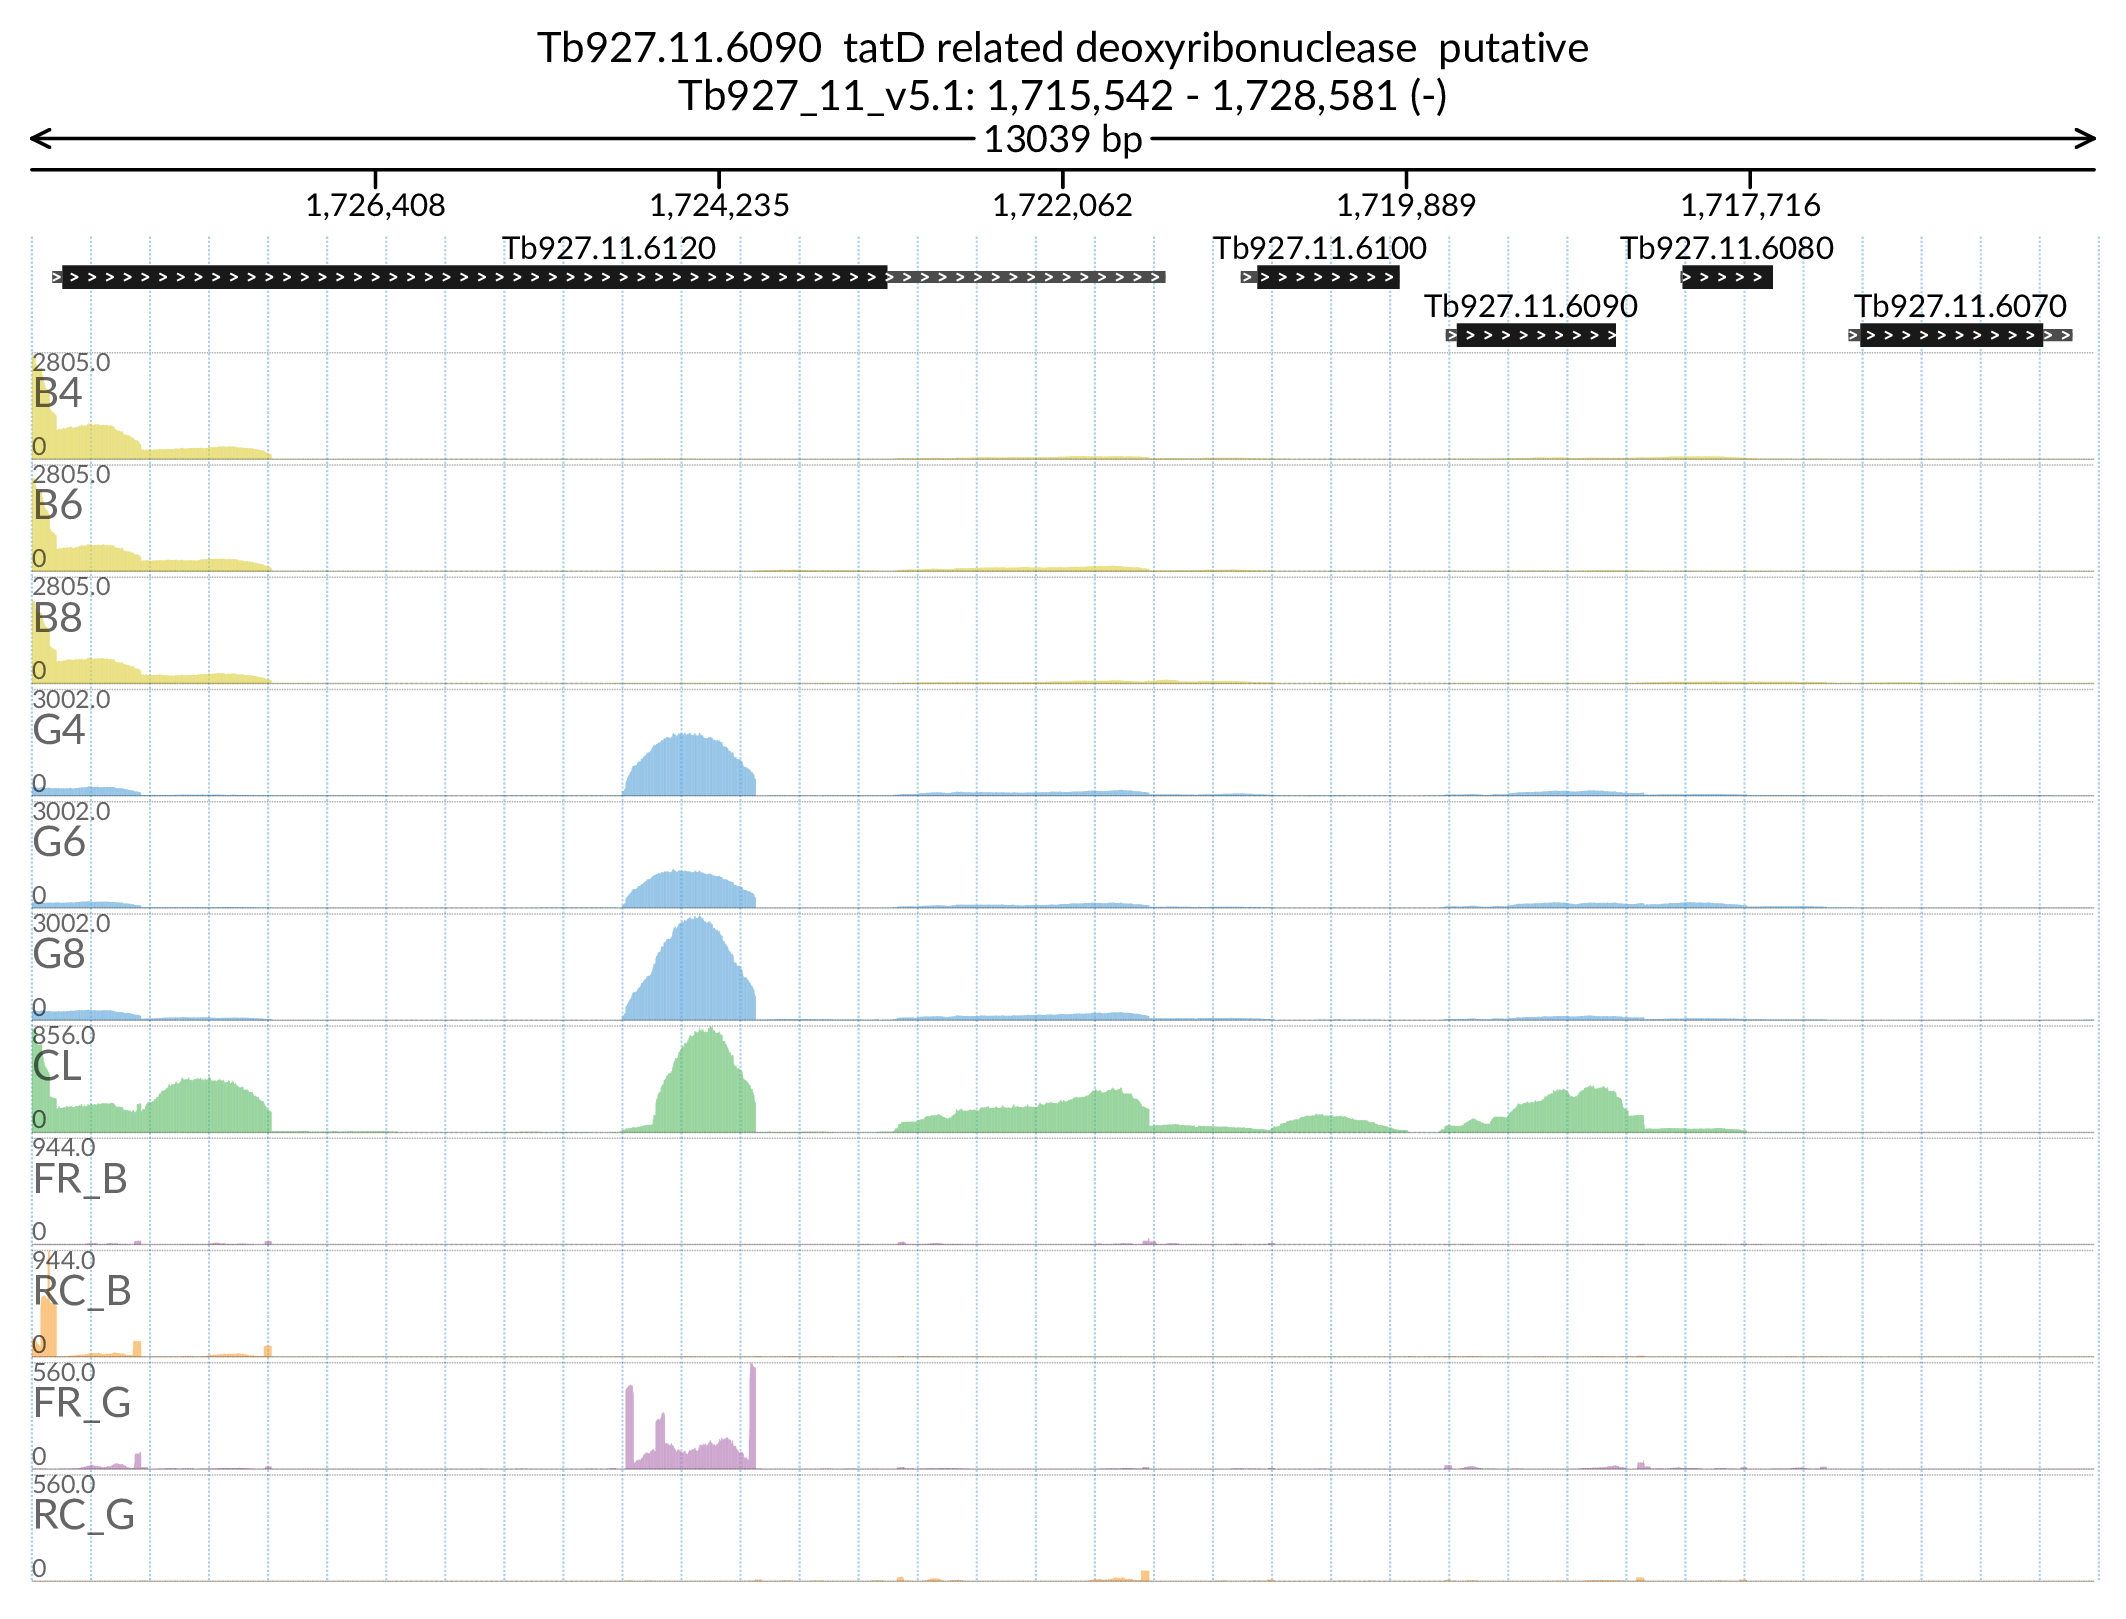 Tb927.11.6090  tatD related deoxyribonuclease  putative
Tb927_11_v5.1: 1,715,542 - 1,728,581 (-)
13039 bp
1,726,408 1,724,235 1,722,062 1,719,889 1,717,716
Tb927.11.6120 Tb927.11.6100 Tb927.11.6080
Tb927.11.6090 Tb927.11.6070
2805.0
B4
0
2805.0
B6
0
2805.0
B8
0
3002.0
G4
0
3002.0
G6
0
3002.0
G8
0
856.0
CL
0
944.0
FR_B
0
944.0
RC_B
0
560.0
FR_G
0
560.0
RC_G
0